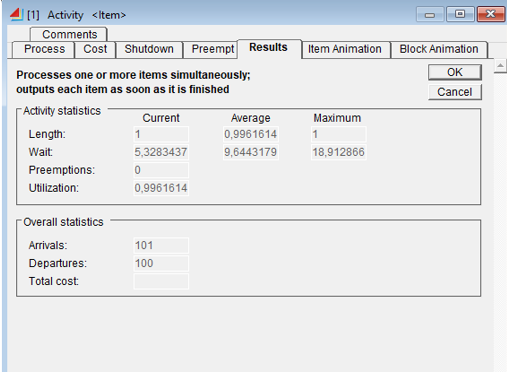 [1] Activity <Item>
Comments
Process Cost Shutdown Preempt Results Item Animation Block Animation
Processes one or more items simultaneously; OK
outputs each item as soon as it is finished Cancel
Activity statistics
Current Average Maximum
Length: 1 0,9961614 1
Wait: 5,3283437 9,6443179 18,912866
Preemptions: 0
Utilization: 0,9961614
Overall statistics
Arrivals: 101
Departures: 100
Total cost: